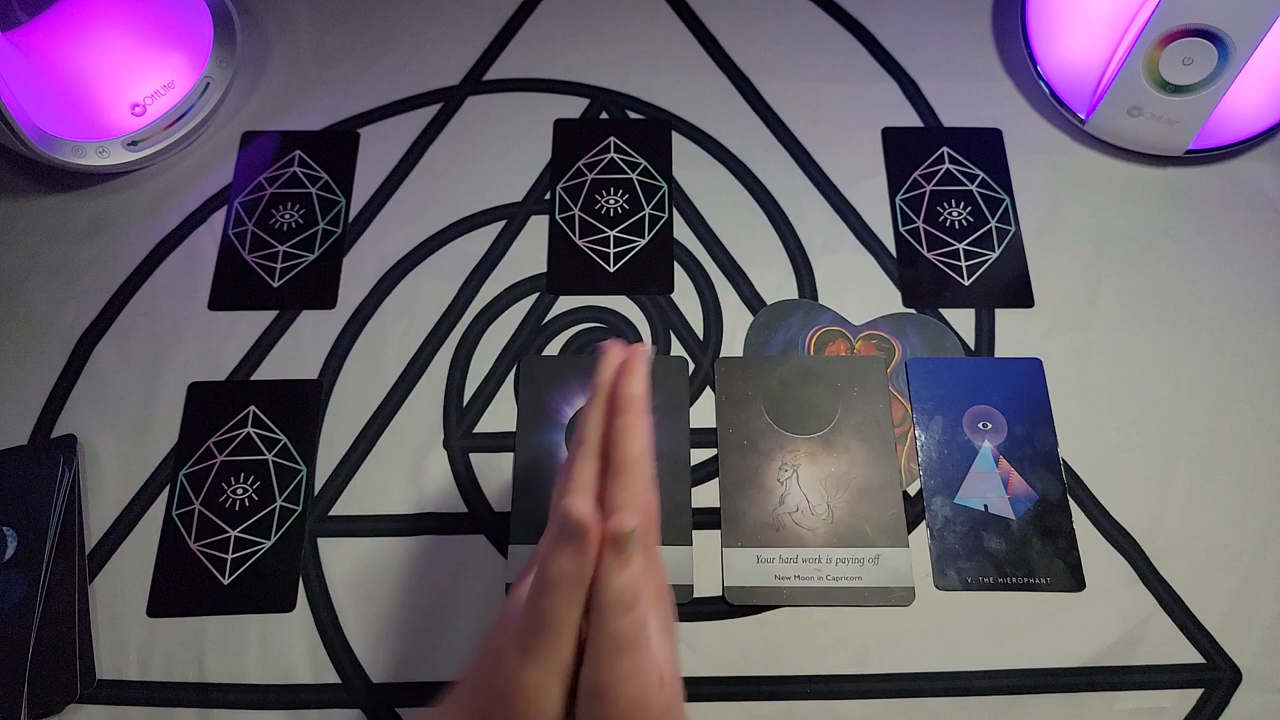 OttLite
OttLite
Your hard work is paying off
New Moon in Capricorn
V. THE HIEROPHANT